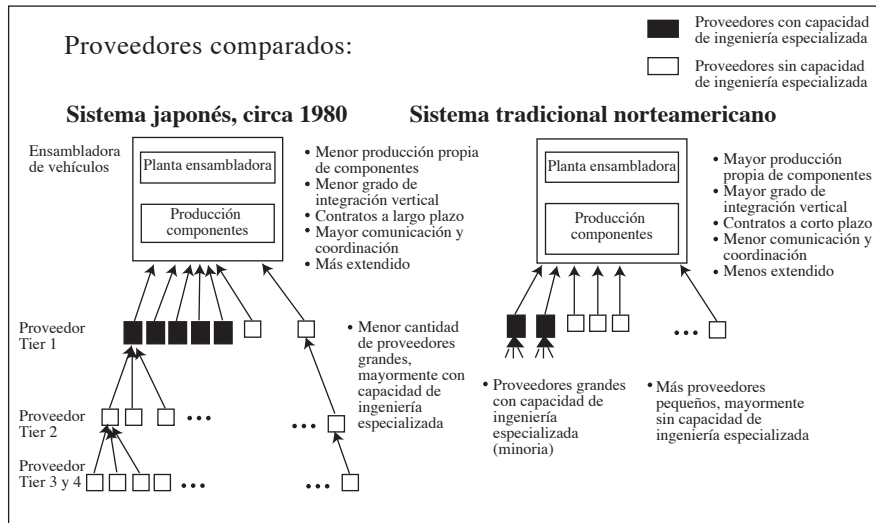 Proveedores comparados:
Proveedores con capacidad
de ingeniería especializada
Proveedores sin capacidad
de ingeniería especializada
Sistema japonés, circa 1980
Sistema tradicional norteamericano
Ensambladora
de vehículos
Planta ensambladora
Producción
componentes
• Menor producción propia
de componentes
• Menor grado de
integración vertical
• Contratos a largo plazo
• Mayor comunicación y
coordinación
• Más extendido
Planta ensambladora
Producción
componentes
• Mayor producción
propia de componentes
• Mayor grado de
integración vertical
• Contratos a corto plazo
• Menor comunicación y
coordinación
• Menos extendido
Proveedor
Tier 1
• Menor cantidad
de proveedores
grandes,
mayormente con
capacidad de
ingeniería
especializada
...
• Proveedores grandes
con capacidad de
ingeniería
especializada
(minoria)
• Más proveedores
pequeños, mayormente
sin capacidad de
ingeniería especializada
Proveedor
Tier 2
... ...
Proveedor
Tier 3 y 4
... ...